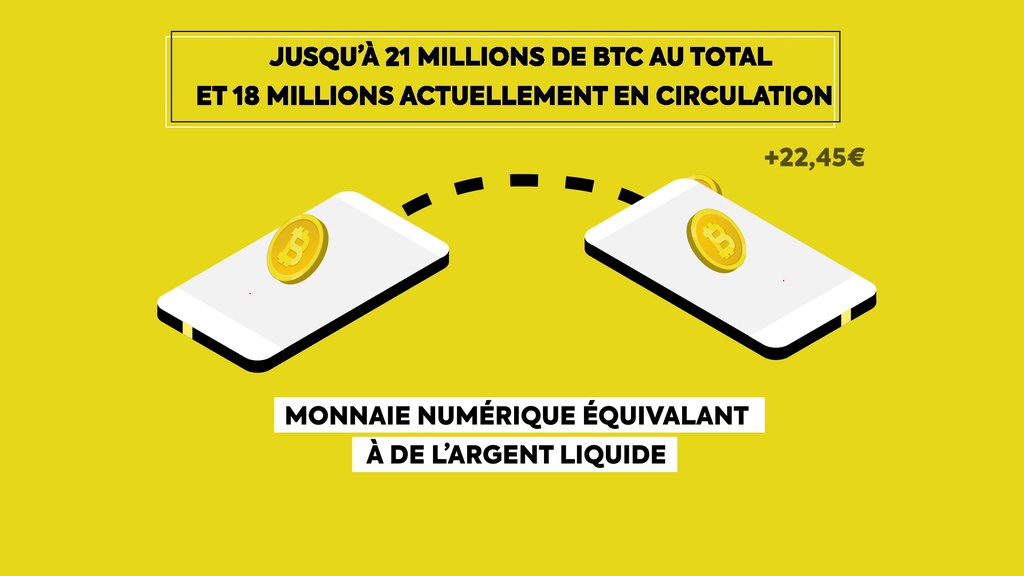 JUSQU’À 21 MILLIONS DE BTC AU TOTAL
ET 18 MILLIONS ACTUELLEMENT EN CIRCULATION
+22,45€
MONNAIE NUMÉRIQUE ÉQUIVALANT
À DE L’ARGENT LIQUIDE